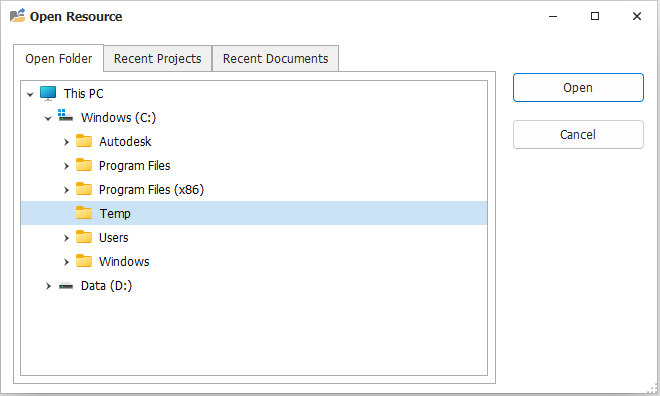 Open Resource
Open Folder Recent Projects Recent Documents
This PC
Windows (C:)
Autodesk
Program Files
Program Files (x86)
Temp
Users
Windows
Data (D:)
Open
Cancel